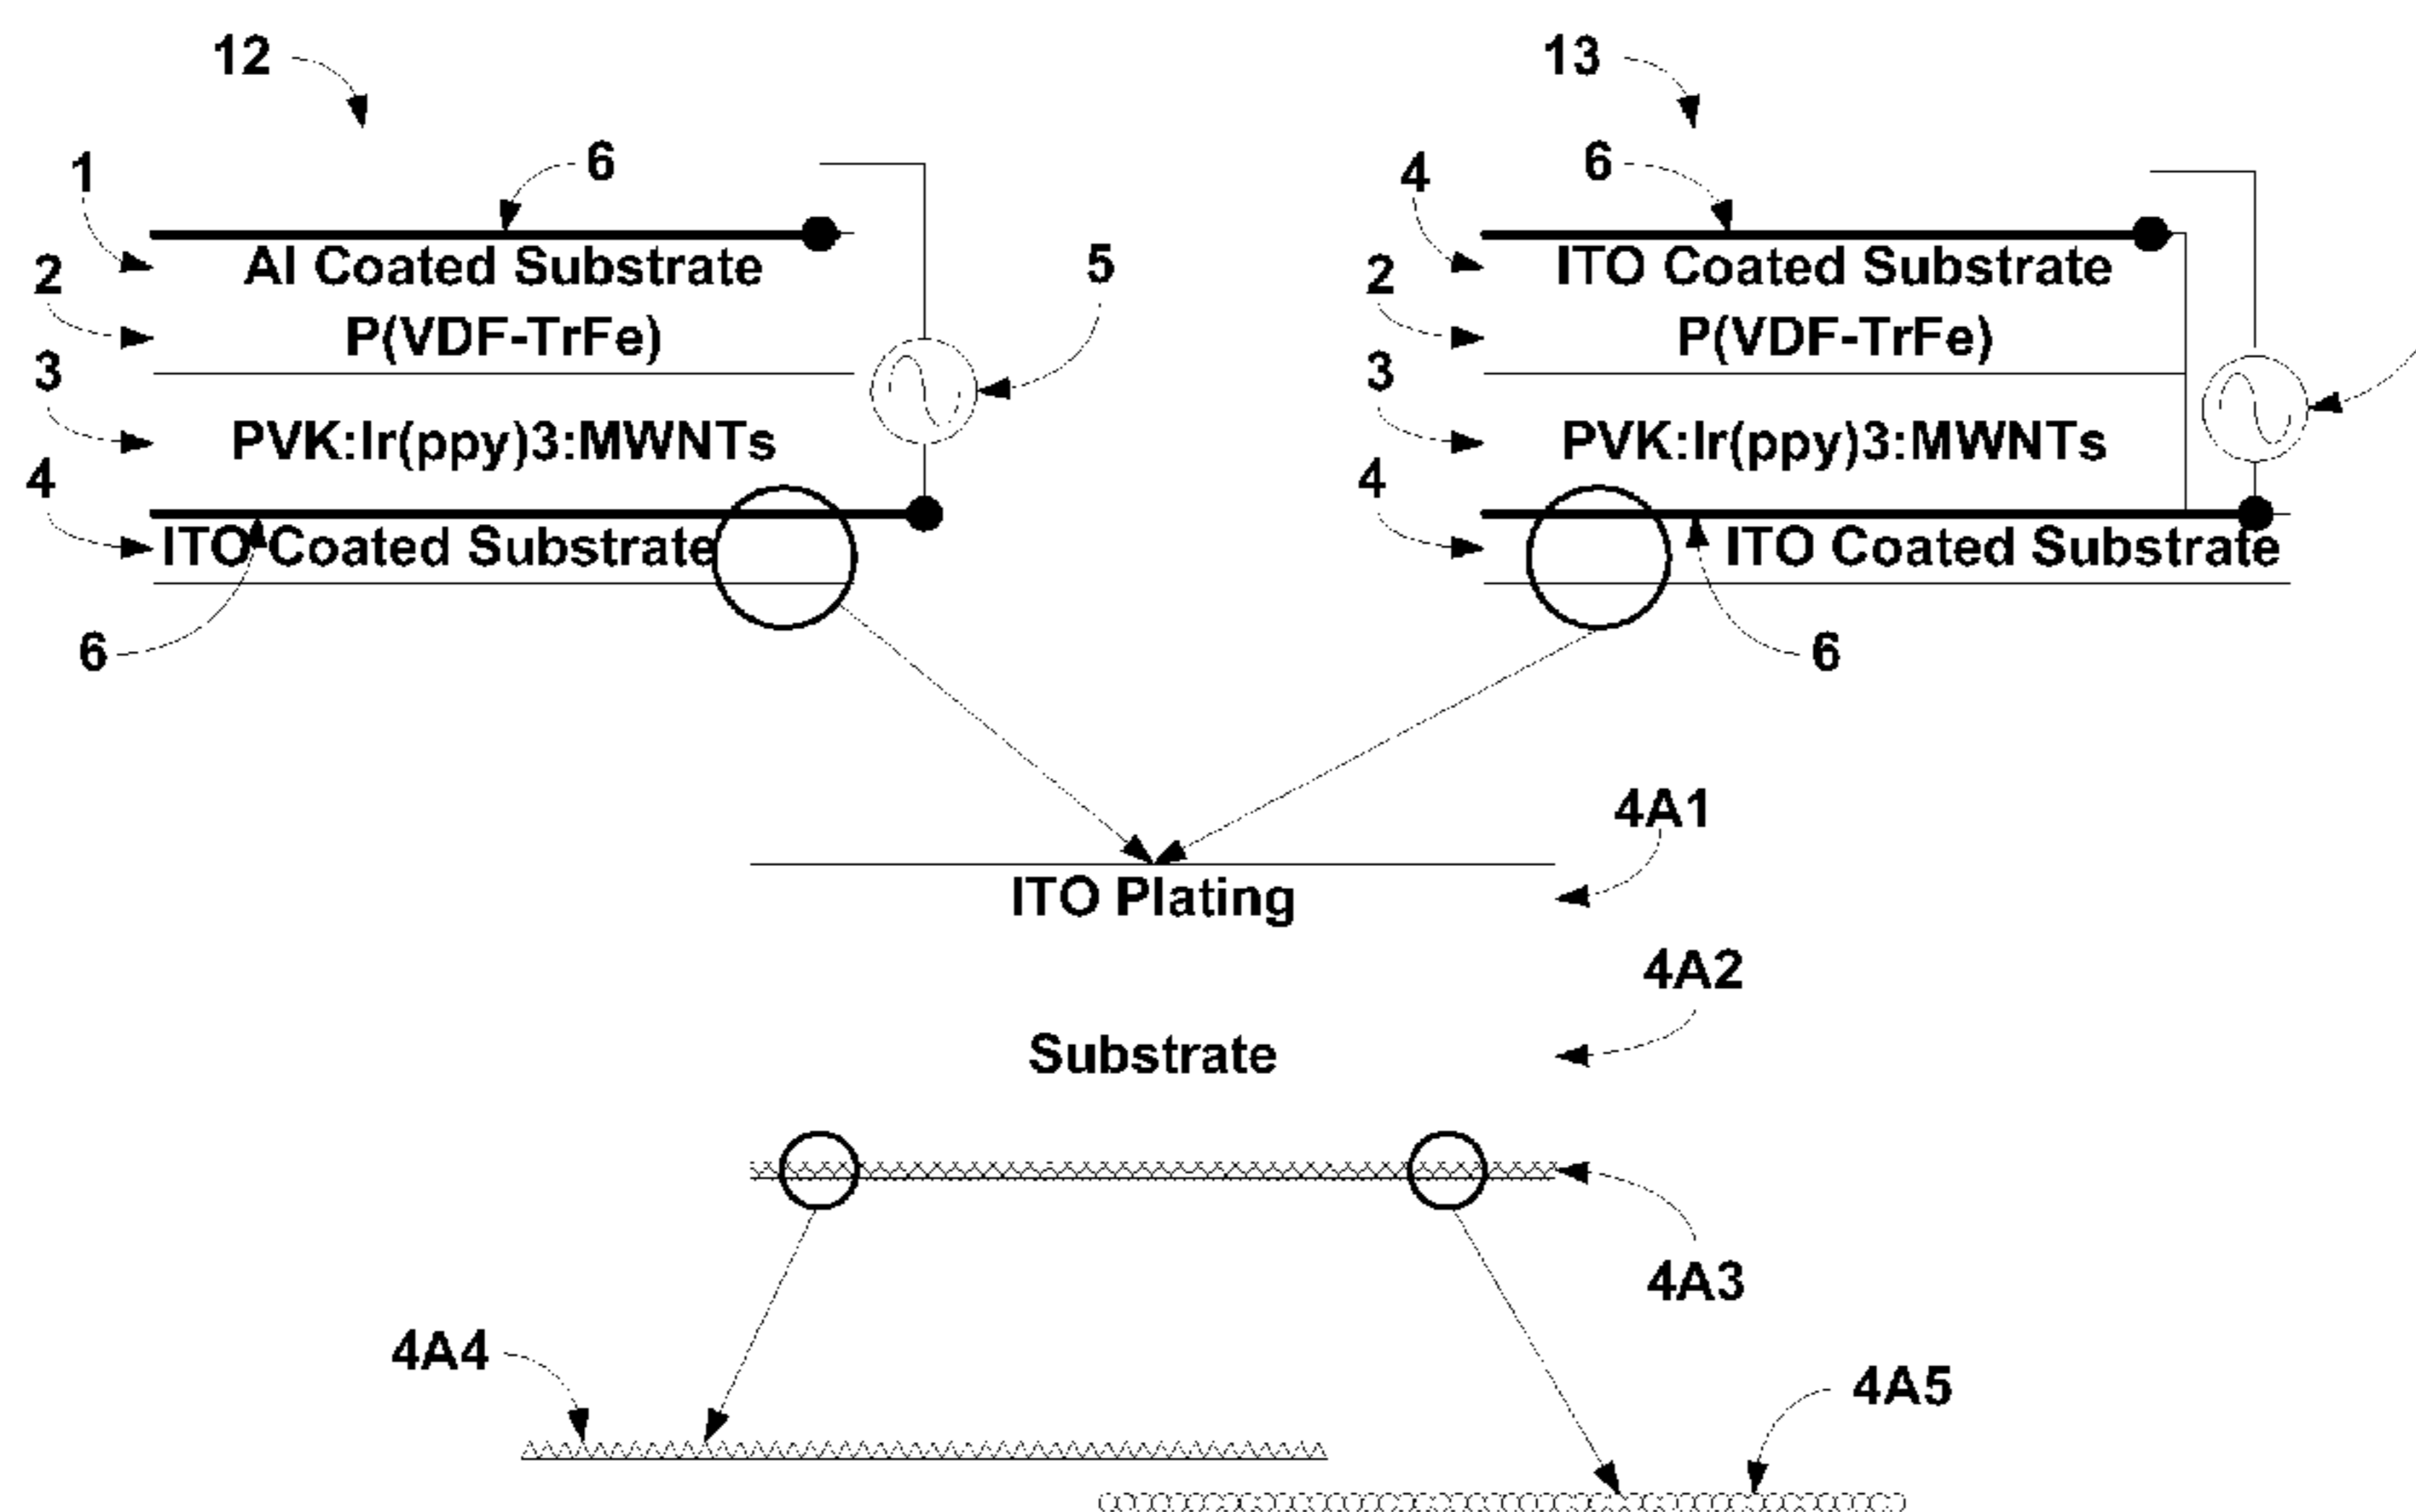 12
13
6
6
1
4
Al Coated Substrate
ITO Coated Substrate
5
2
2
P(VDF-TrFe)
P(VDF-TrFe)
3
3
PVK:Ir(ppy)3:MWNTs
PVK:Ir(ppy)3:MWNTs
4
4
ITO Coated Substrate
ITO Coated Substrate
6
6
4A1
ITO Plating
4A2
Substrate
4A3
4A4
4A5